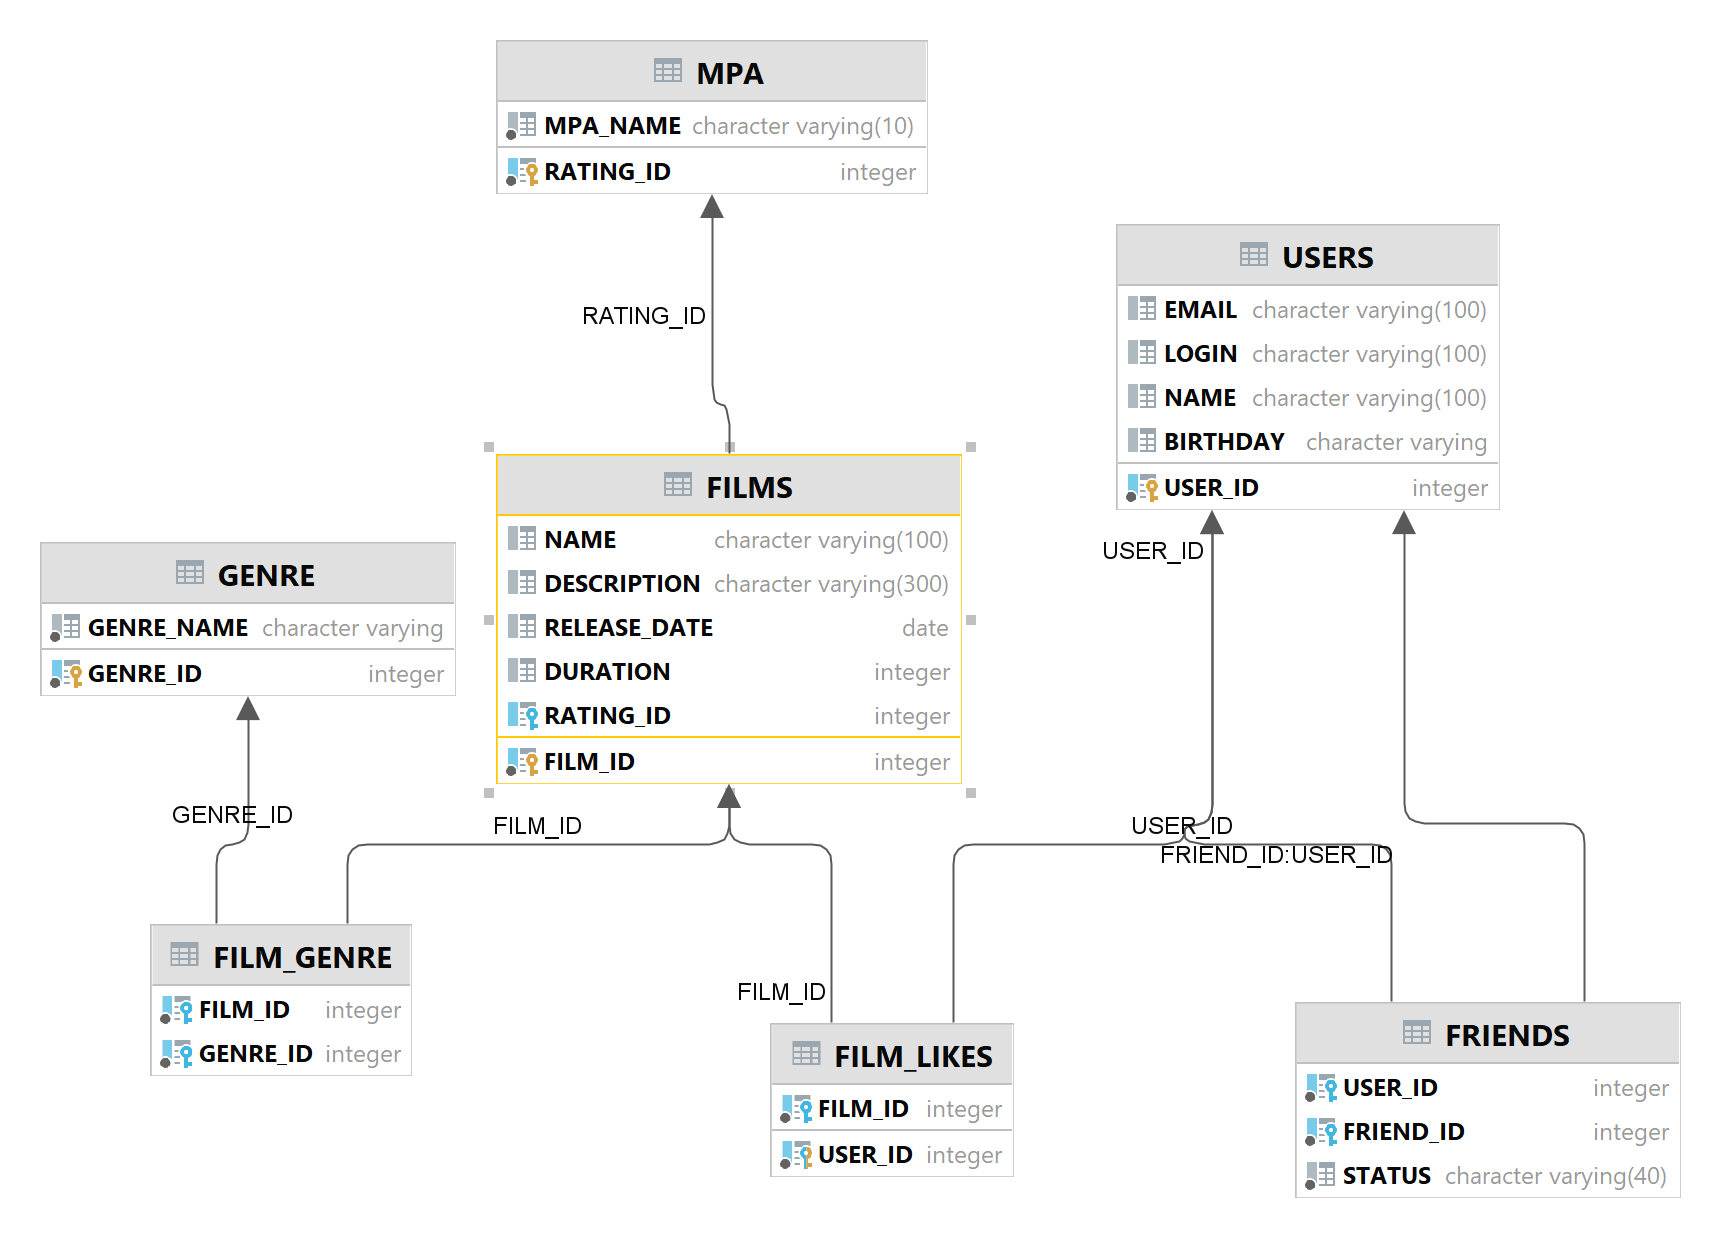 MPA
MPA_NAME character varying(10)
RATING_ID integer
RATING_ID
USERS
EMAIL character varying(100)
LOGIN character varying(100)
NAME character varying(100)
BIRTHDAY character varying
USER_ID integer
USER_ID
FILMS
NAME character varying(100)
DESCRIPTION character varying(300)
RELEASE_DATE date
DURATION integer
RATING_ID integer
FILM_ID integer
GENRE
GENRE_NAME character varying
GENRE_ID integer
GENRE_ID
FILM_ID
USER_ID
FRIEND_ID:USER_ID
FILM_GENRE
FILM_ID integer
GENRE_ID integer
FILM_ID
FILM_LIKES
FILM_ID integer
USER_ID integer
FRIENDS
USER_ID integer
FRIEND_ID integer
STATUS character varying(40)